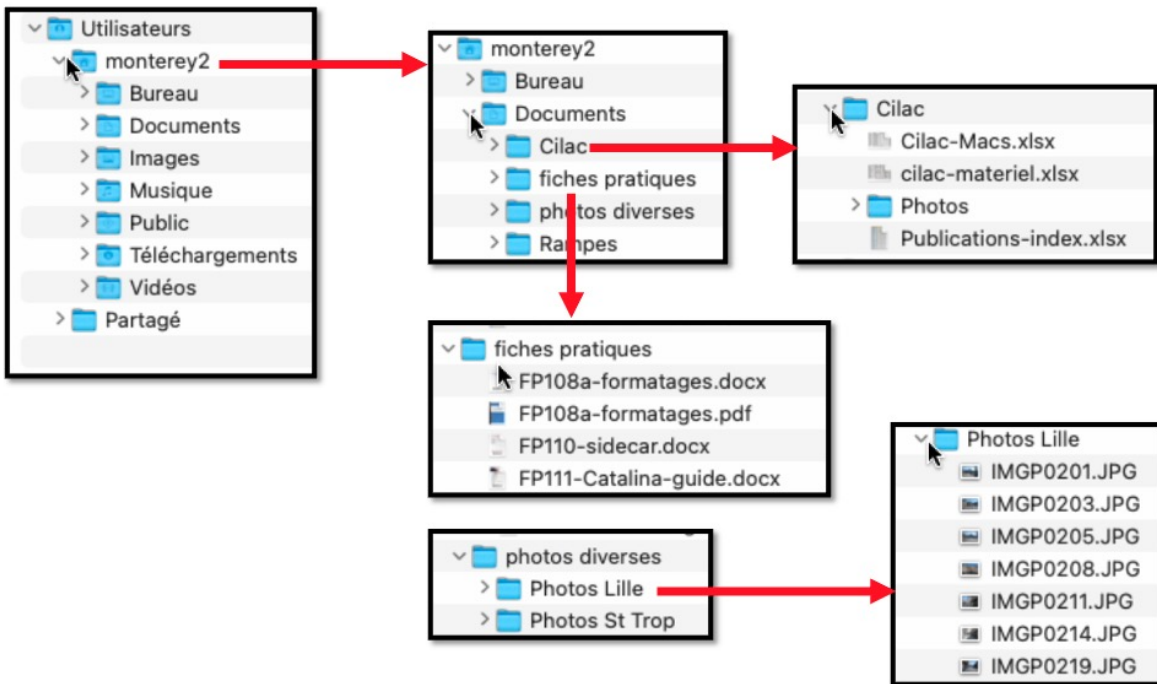 Utilisateurs
monterey2
Bureau
Documents
Images
Musique
Public
Téléchargements
Vidéos
Partagé
monterey2
Bureau
Documents
Cilac
fiches pratiques
photos diverses
Rampes
Cilac
Cilac-Macs.xlsx
cilac-materiel.xlsx
Photos
Publications-index.xlsx
fiches pratiques
FP108a-formatages.docx
FP108a-formatages.pdf
FP110-sidecar.docx
FP111-Catalina-guide.docx
photos diverses
Photos Lille
Photos St Trop
Photos Lille
IMGP0201.JPG
IMGP0203.JPG
IMGP0205.JPG
IMGP0208.JPG
IMGP0211.JPG
IMGP0214.JPG
IMGP0219.JPG